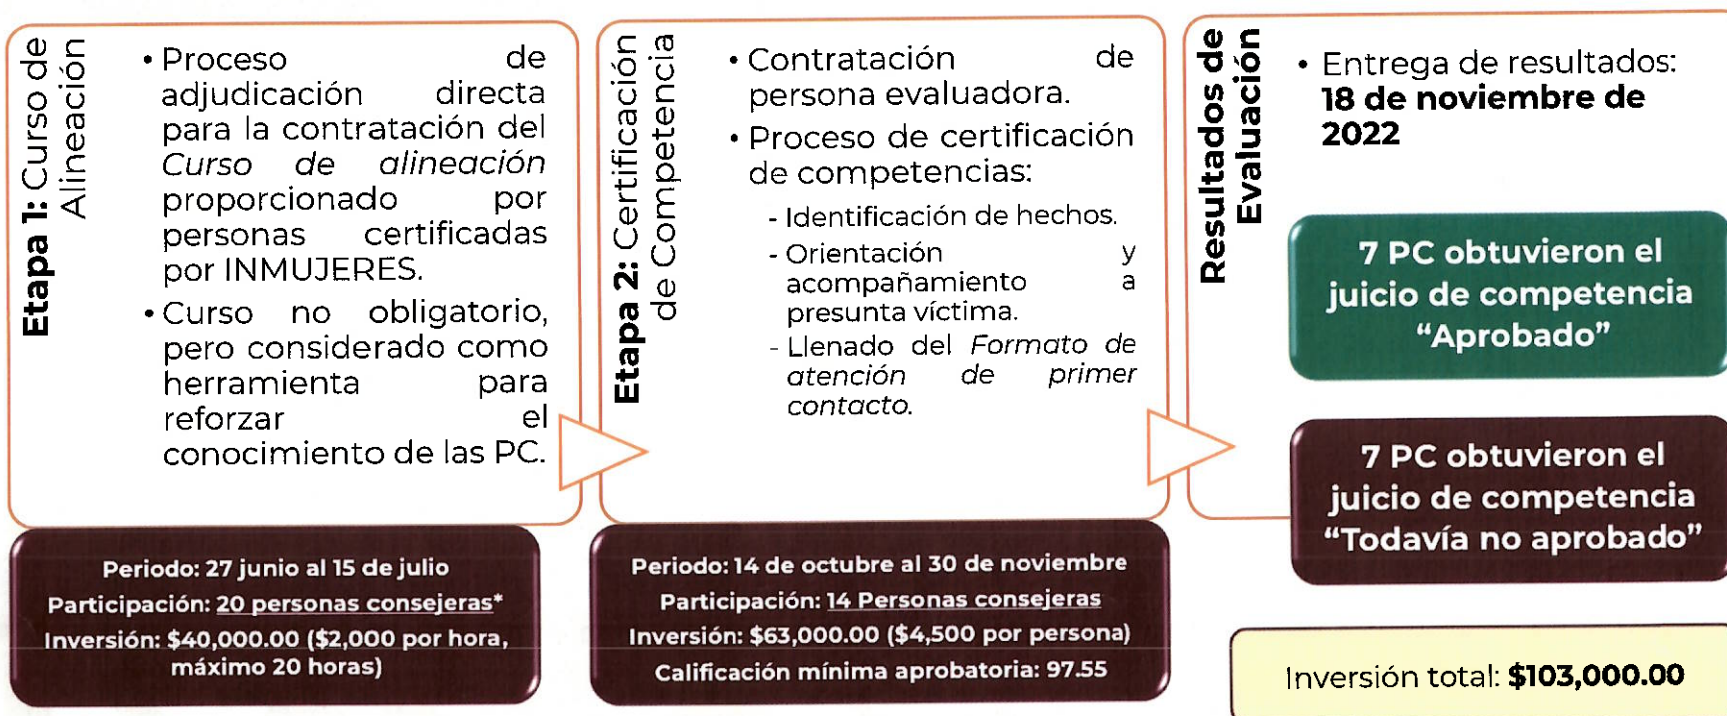 Etapa 1: Curso de
Alineación
• Proceso de
adjudicación directa
para la contratación del
Curso de alineación
proporcionado por
personas certificadas
por INMUJERES.
• Curso no obligatorio,
pero considerado como
herramienta para
reforzar el
conocimiento de las PC.
Periodo: 27 junio al 15 de julio
Participación: 20 personas consejeras*
Inversión: $40,000.00 ($2,000 por hora,
máximo 20 horas)
Etapa 2: Certificación
de Competencia
• Contratación de
persona evaluadora.
• Proceso de certificación
de competencias:
- Identificación de hechos.
- Orientación y
acompañamiento a
presunta víctima.
- Llenado del Formato de
atención de primer
contacto.
Periodo: 14 de octubre al 30 de noviembre
Participación: 14 Personas consejeras
Inversión: $63,000.00 ($4,500 por persona)
Calificación mínima aprobatoria: 97.55
Resultados de
Evaluación
• Entrega de resultados:
18 de noviembre de
2022
7 PC obtuvieron el
juicio de competencia
“Aprobado”
7 PC obtuvieron el
juicio de competencia
“Todavía no aprobado”
Inversión total: $103,000.00